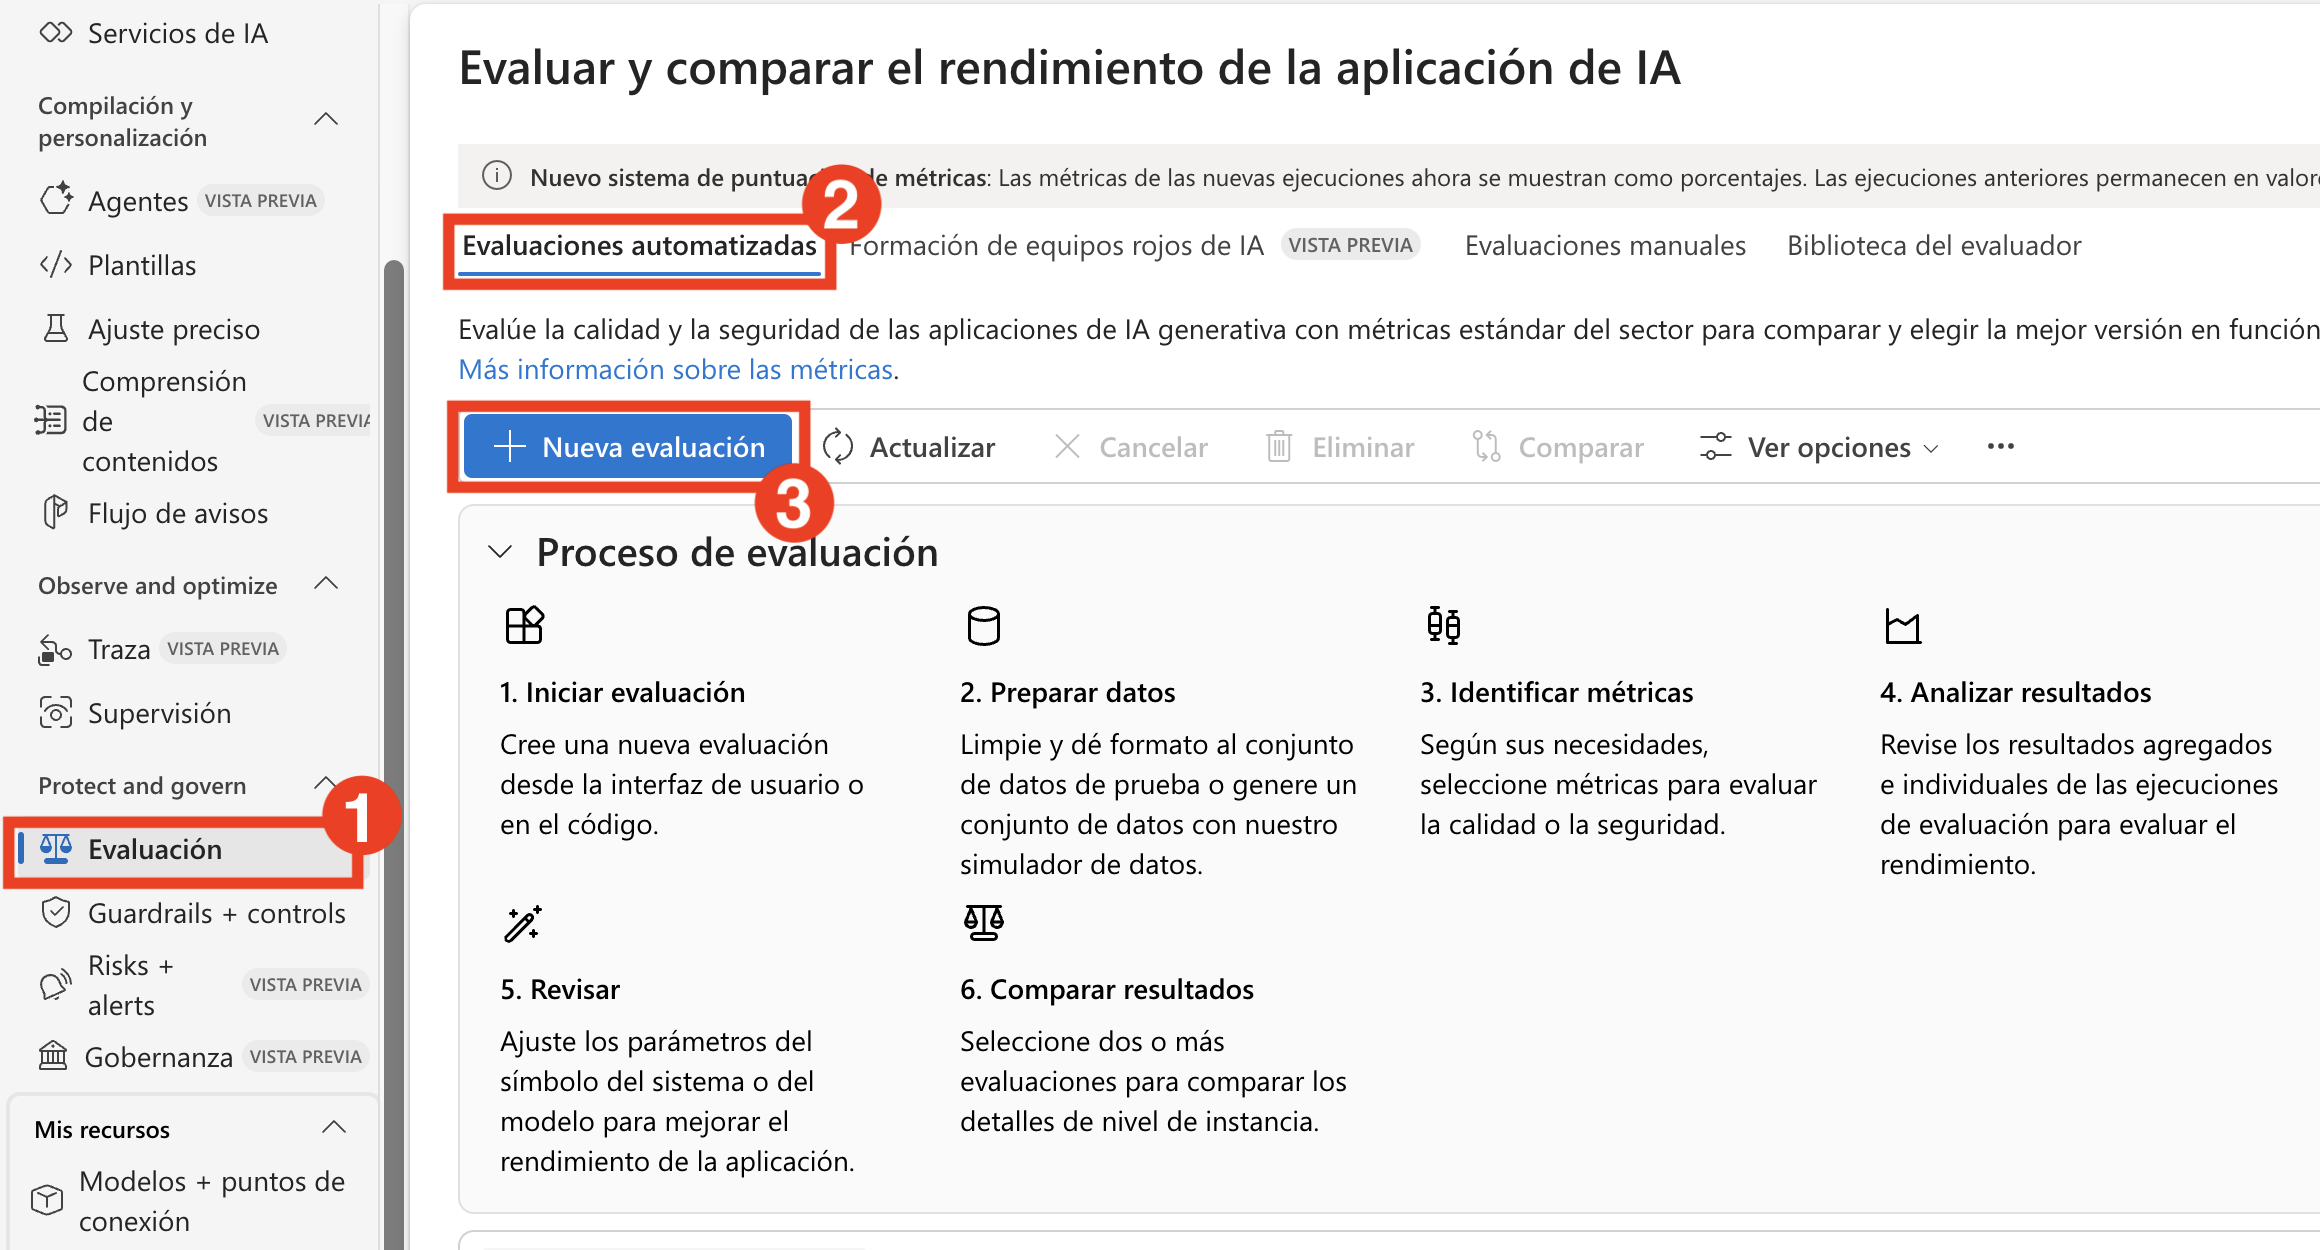 Servicios de IA
Compilación y
personalización
Agentes VISTA PREVIA
Plantillas
Ajuste preciso
Comprensión
de
contenidos
VISTA PREVIA
Flujo de avisos
Observe and optimize
Traza VISTA PREVIA
Supervisión
Protect and govern
1
Evaluación
Guardrails + controls
Risks +
alerts
VISTA PREVIA
Gobernanza VISTA PREVIA
Mis recursos
Modelos + puntos de
conexión
Evaluar y comparar el rendimiento de la aplicación de IA
Nuevo sistema de de métricas: Las métricas de las nuevas ejecuciones ahora se muestran como porcentajes. Las ejecuciones anteriores permanecen en
2
Evaluaciones automatizadas Formación de equipos rojos de IA VISTA PREVIA Evaluaciones manuales Biblioteca del evaluador
Evalúe la calidad y la seguridad de las aplicaciones de IA generativa con métricas estándar del sector para comparar y elegir la mejor versión en función
Más información sobre las métricas.
Nueva evaluación Actualizar Cancelar Eliminar Comparar Ver opciones ...
3
Proceso de evaluación
1. Iniciar evaluación
Cree una nueva evaluación
desde la interfaz de usuario o
en el código.
2. Preparar datos
Limpie y dé formato al conjunto
de datos de prueba o genere un
conjunto de datos con nuestro
simulador de datos.
3. Identificar métricas
Según sus necesidades,
seleccione métricas para evaluar
la calidad o la seguridad.
4. Analizar resultados
Revise los resultados agregados
e individuales de las ejecuciones
de evaluación para evaluar el
rendimiento.
5. Revisar
Ajuste los parámetros del
símbolo del sistema o del
modelo para mejorar el
rendimiento de la aplicación.
6. Comparar resultados
Seleccione dos o más
evaluaciones para comparar los
detalles de nivel de instancia.